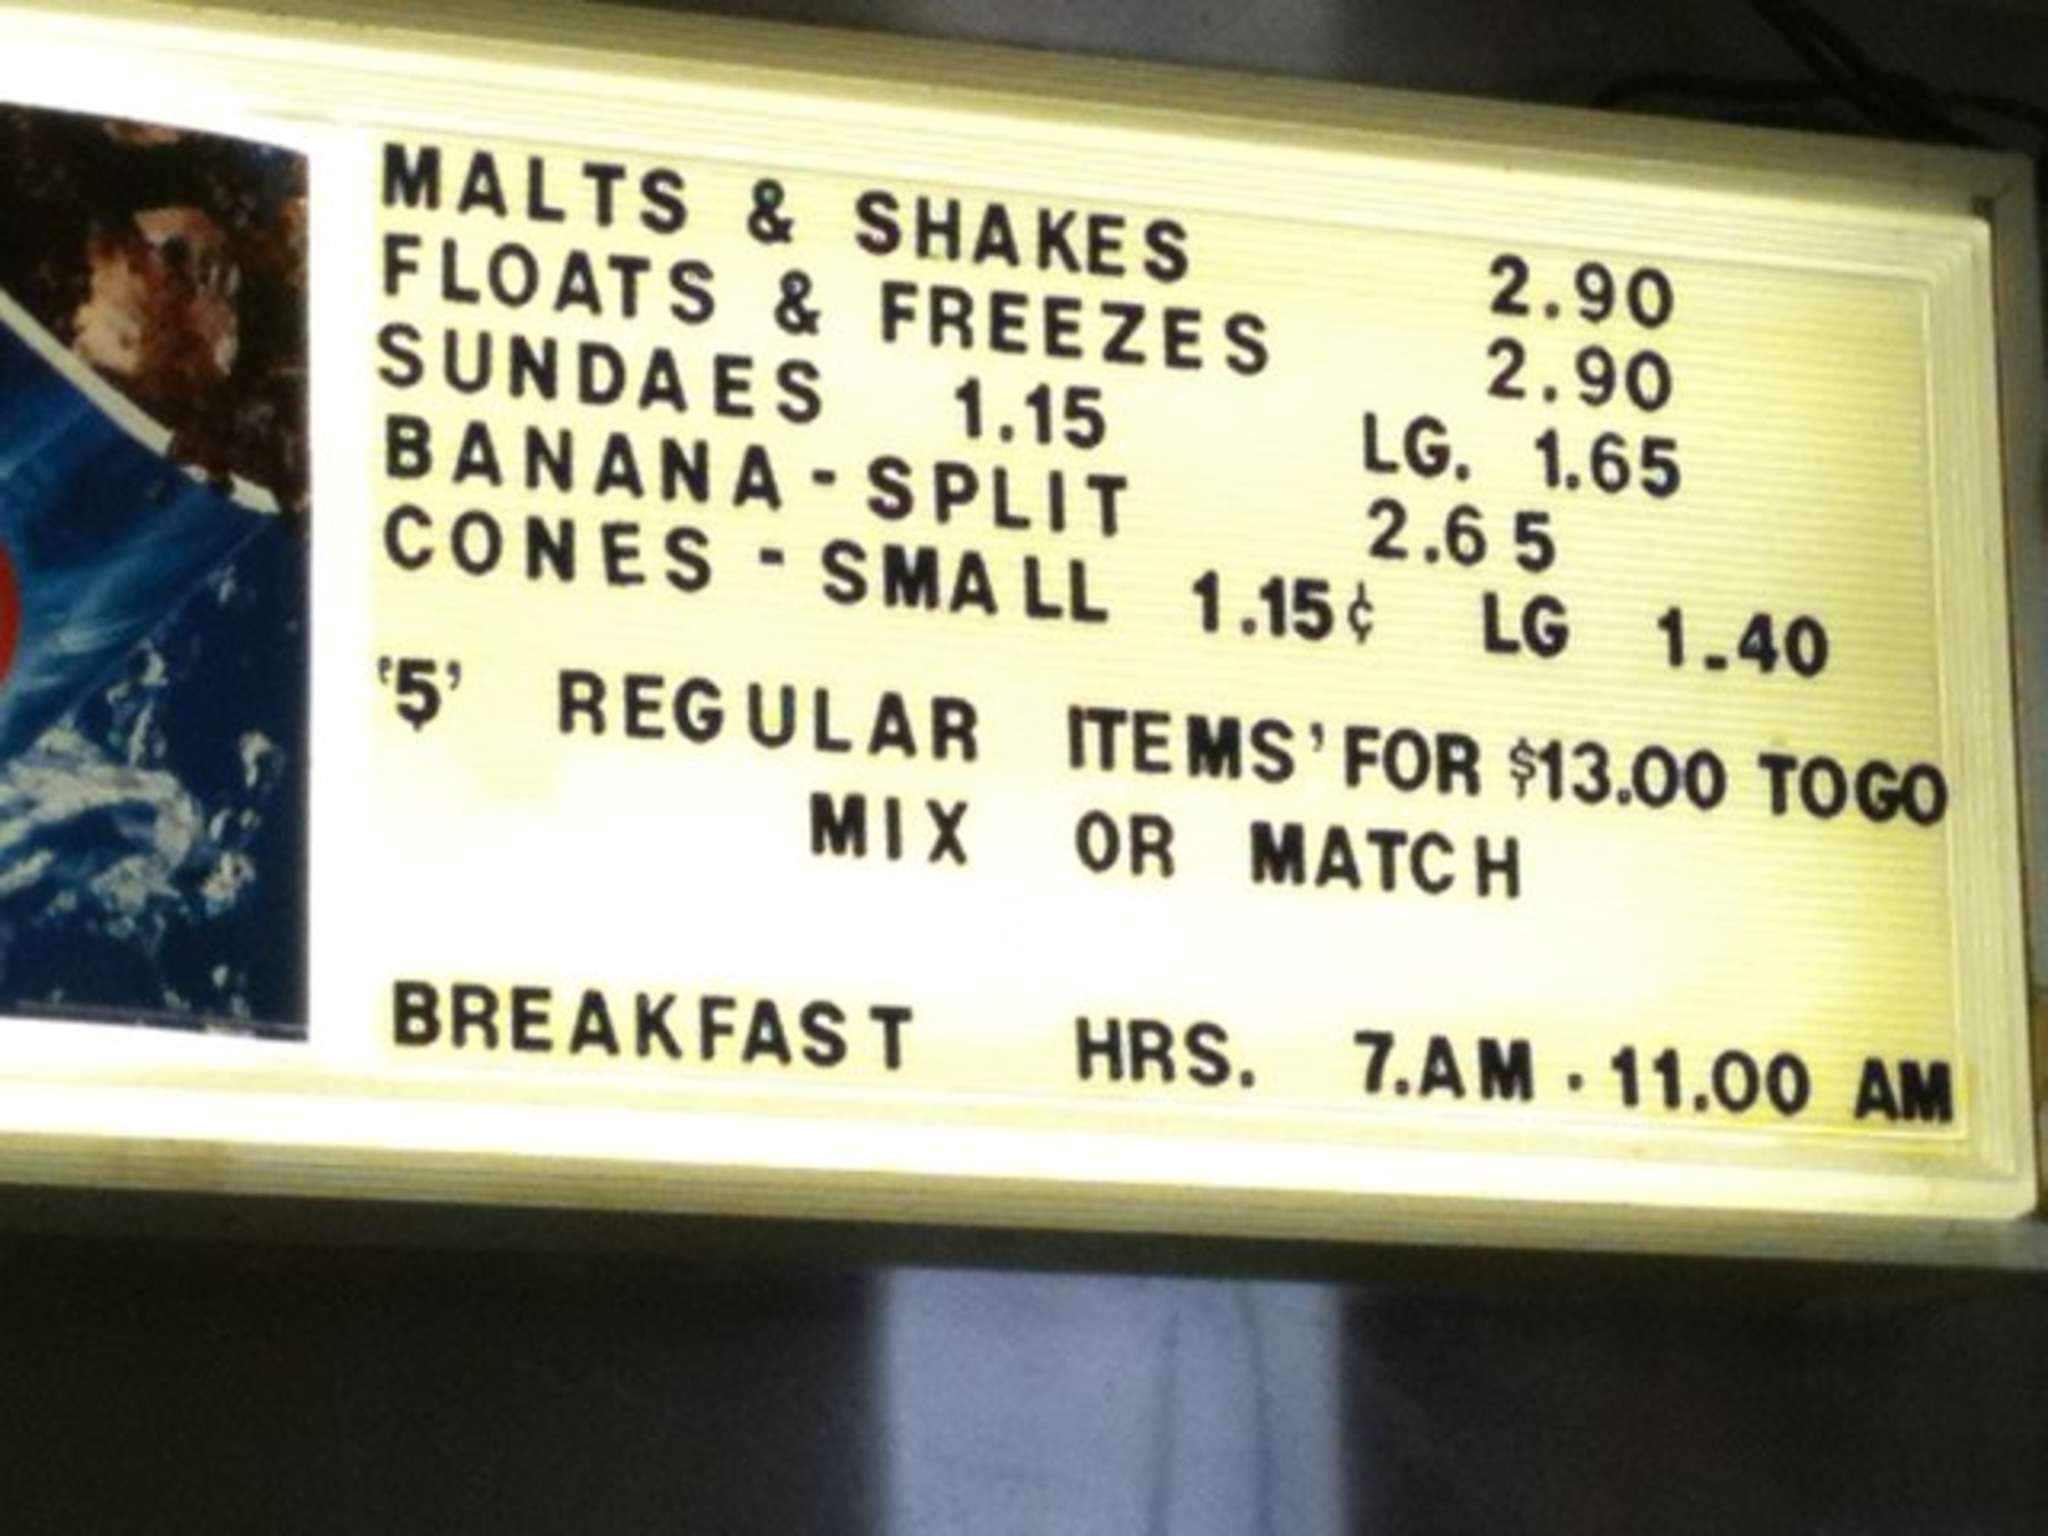 MALTS & SHAKES 2.90
FLOATS & FREEZES 2.90
SUNDAES 1.15 LG. 1.65
BANANA - SPLIT 2.65
CONES - SMALL 1.15¢ LG 1.40
'5' REGULAR ITEMS' FOR $13.00 TO GO
MIX OR MATCH
BREAKFAST HRS. 7.AM - 11.00 AM